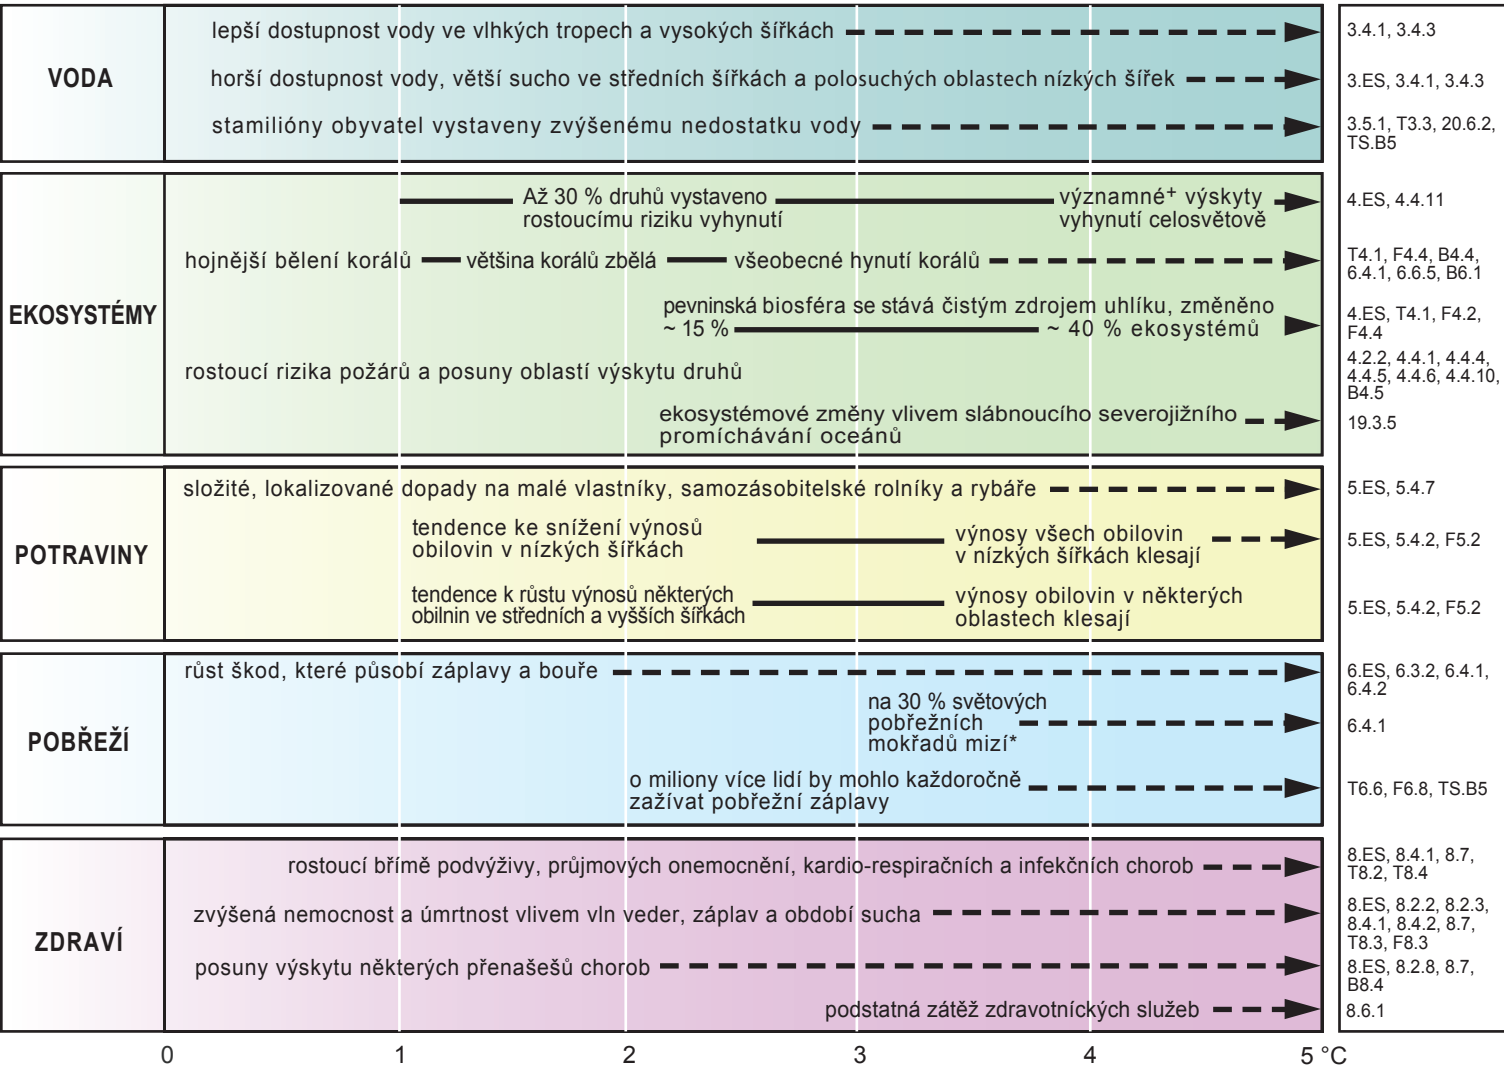 VODA
lepší dostupnost vody ve vlhkých tropech a vysokých šířkách
3.4.1, 3.4.3
horší dostupnost vody, větší sucho ve středních šířkách a polosuchých oblastech nízkých šířek
3.ES, 3.4.1, 3.4.3
stamilióny obyvatel vystaveny zvýšenému nedostatku vody
3.5.1, T3.3, 20.6.2,
TS.B5
EKOSYSTÉMY
Až 30 % druhů vystaveno
rostoucímu riziku vyhynutí
významné+ výskyty
vyhynutí celosvětově
4.ES, 4.4.11
hojnější bělení korálů
většina korálů zbělá
všeobecné hynutí korálů
T4.1, F4.4, B4.4,
6.4.1, 6.6.5, B6.1
pevninská biosféra se stává čistým zdrojem uhlíku, změněno
~ 15 %
~ 40 % ekosystémů
4.ES, T4.1, F4.2,
F4.4
rostoucí rizika požárů a posuny oblastí výskytu druhů
4.2.2, 4.4.1, 4.4.4,
4.4.5, 4.4.6, 4.4.10,
B4.5
ekosystémové změny vlivem slábnoucího severojižního
promíchávání oceánů
19.3.5
POTRAVINY
složité, lokalizované dopady na malé vlastníky, samozásobitelské rolníky a rybáře
5.ES, 5.4.7
tendence ke snížení výnosů
obilovin v nízkých šířkách
výnosy všech obilovin
v nízkých šířkách klesají
5.ES, 5.4.2, F5.2
tendence k růstu výnosů některých
obilnin ve středních a vyšších šířkách
výnosy obilovin v některých
oblastech klesají
5.ES, 5.4.2, F5.2
POBŘEŽÍ
růst škod, které působí záplavy a bouře
6.ES, 6.3.2, 6.4.1,
6.4.2
na 30 % světových
pobřežních
mokřadů mizí*
6.4.1
o miliony více lidí by mohlo každoročně
zažívat pobřežní záplavy
T6.6, F6.8, TS.B5
ZDRAVÍ
rostoucí břímě podvýživy, průjmových onemocnění, kardio-respiračních a infekčních chorob
8.ES, 8.4.1, 8.7,
T8.2, T8.4
zvýšená nemocnost a úmrtnost vlivem vln veder, záplav a období sucha
8.ES, 8.2.2, 8.2.3,
8.4.1, 8.4.2, 8.7,
T8.3, F8.3
posuny výskytu některých přenašešů chorob
8.ES, 8.2.8, 8.7,
B8.4
podstatná zátěž zdravotníckých služeb
8.6.1
0 1 2 3 4 5 °C